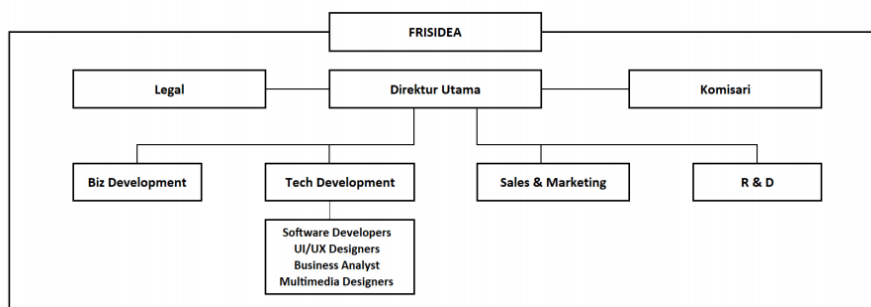 FRISIDEA
Legal
Direktur Utama
Komisari
Biz Development
Tech Development
Sales & Marketing
R & D
Software Developers
UI/UX Designers
Business Analyst
Multimedia Designers